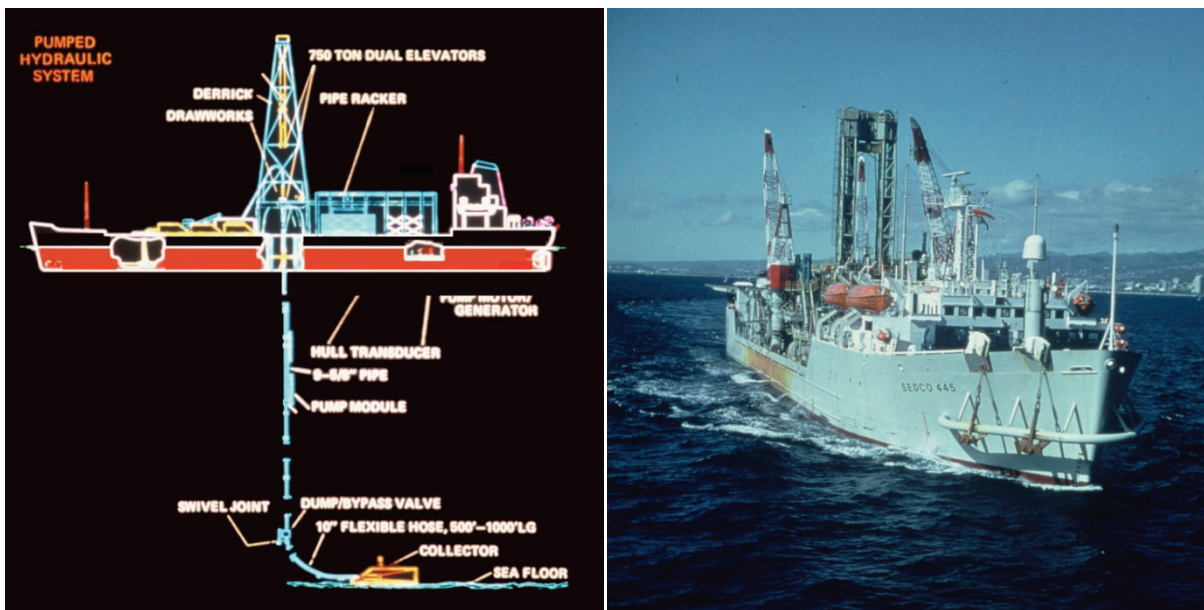 PUMPED
HYDRAULIC
SYSTEM
750 TON DUAL ELEVATORS
DERRICK
PIPE RACKER
DRAWWORKS
PUMP MOTOR/
GENERATOR
HULL TRANSDUCER
9-5/8" PIPE
PUMP MODULE
SWIVEL JOINT
DUMP/BYPASS VALVE
10" FLEXIBLE HOSE, 500'-1000'LG
COLLECTOR
SEA FLOOR
SEDCO 445